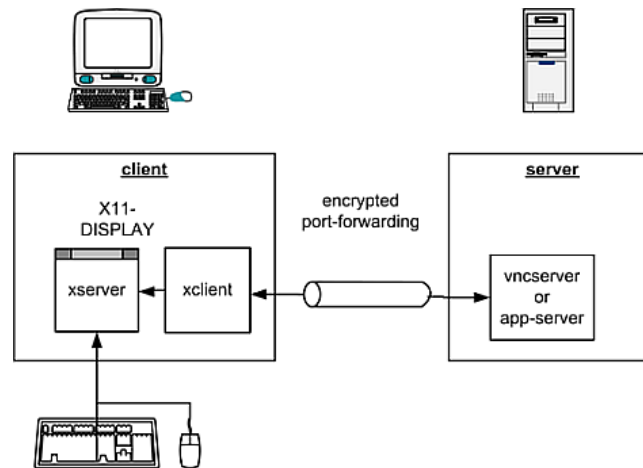 client
server
encrypted
port-forwarding
X11-
DISPLAY
xserver
xclient
vncserver
or
app-server